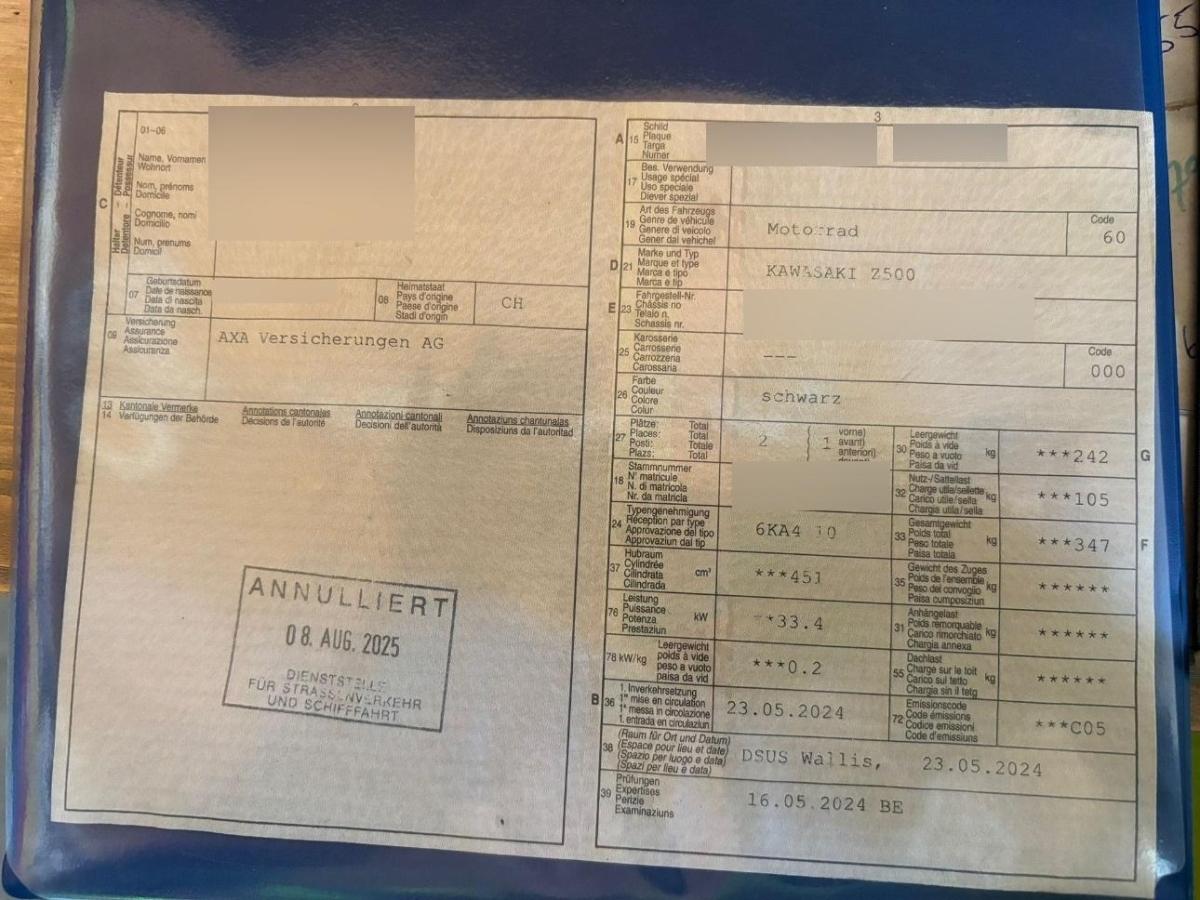 3
01-06
C
Halter - Détenteur
Detentore - Possessur
Name, Vornamen
Wohnort
Nom, prénoms
Domicile
Cognome, nomi
Domicilio
Num, prenums
Domicil
07
Geburtsdatum
Date de naissance
Data di nascita
Data da nasch.
08
Heimatstaat
Pays d'origine
Paese d'origine
Stadi d'origin
CH
09
Versicherung
Assurance
Assicurazione
Assicuranza
AXA Versicherungen AG
13 Kantonale Vermerke
Annotations cantonales
Annotazioni cantonali
Annotaziuns chantunalas
14 Verfügungen der Behörde
Décisions de l'autorité
Decisioni dell'autorità
Disposiziuns da l'autoritad
ANNULLIERT
08. AUG. 2025
DIENSTSTELLE
FÜR STRASSENVERKEHR
UND SCHIFFFAHRT
A 15
Schild
Plaque
Targa
Numer
17
Bes. Verwendung
Usage spécial
Uso speciale
Diever spezial
19
Art des Fahrzeugs
Genre de véhicule
Genere di veicolo
Gener dal vehichel
Motorrad
Code
60
D 21
Marke und Typ
Marque et type
Marca e tipo
Marca e tip
KAWASAKI Z500
E 23
Fahrgestell-Nr.
Châssis no
Telaio n.
Schassis nr.
25
Karosserie
Carrosserie
Carrozzeria
Carossaria
---
Code
000
26
Farbe
Couleur
Colore
Colur
schwarz
27
Plätze: Total
Places: Total
Posti: Totale
Plazs: Total
2
1
vorne)
avant)
anteriori)
30
Leergewicht
Poids à vide
Peso a vuoto
Paisa da vid
kg
***242
G
18
Stammnummer
N° matricule
N. di matricola
Nr. da matricla
32
Nutz-/Sattellast
Charge utile/sellette
Carico utile/sella
Chargia utila/sella
kg
***105
24
Typengenehmigung
Réception par type
Approvazione del tipo
Approvaziun dal tip
6KA4 10
33
Gesamtgewicht
Poids total
Peso totale
Paisa totala
kg
***347
F
37
Hubraum
Cylindrée
Cilindrata
Cilindrada
cm³
***451
35
Gewicht des Zuges
Poids de l'ensemble
Peso del convoglio
Paisa cumposiziun
kg
******
76
Leistung
Puissance
Potenza
Prestaziun
kW
**33.4
31
Anhängelast
Poids remorquable
Carico rimorchiato
Chargia annexa
kg
******
78 kW/kg
Leergewicht
poids à vide
peso a vuoto
paisa da vid
***0.2
55
Dachlast
Charge sur le toit
Carico sul tetto
Chargia sin il tetg
kg
******
B 36
1. Inverkehrsetzung
1re mise en circulation
1a messa in circolazione
1. entrada en circulaziun
23.05.2024
72
Emissionscode
Code émissions
Codice emissioni
Code d'emissiuns
***C05
38
(Raum für Ort und Datum)
(Espace pour lieu et date)
(Spazio per luogo e data)
(Spazi per lieu e data)
DSUS Wallis, 23.05.2024
39
Prüfungen
Expertises
Perizie
Examinaziuns
16.05.2024 BE